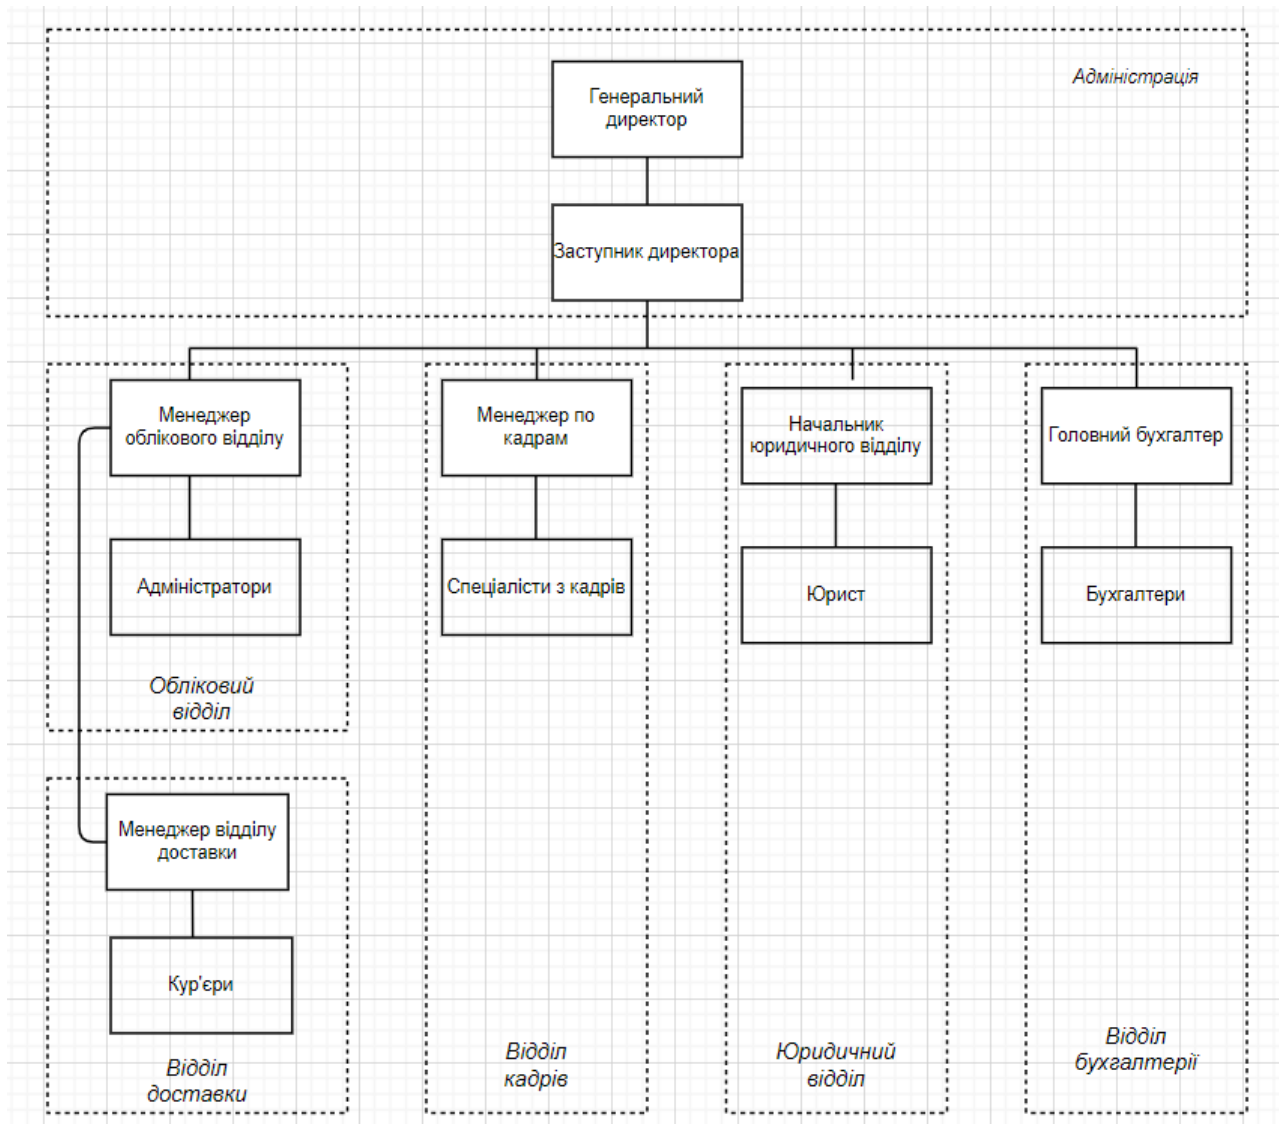 Адміністрація
Генеральний
директор
Заступник директора
Менеджер
облікового відділу
Менеджер по
кадрам
Начальник
юридичного відділу
Головний бухгалтер
Адміністратори
Спеціалісти з кадрів
Юрист
Бухгалтери
Обліковий
відділ
Менеджер відділу
доставки
Кур'єри
Відділ
доставки
Відділ
кадрів
Юридичний
відділ
Відділ
бухгалтерії